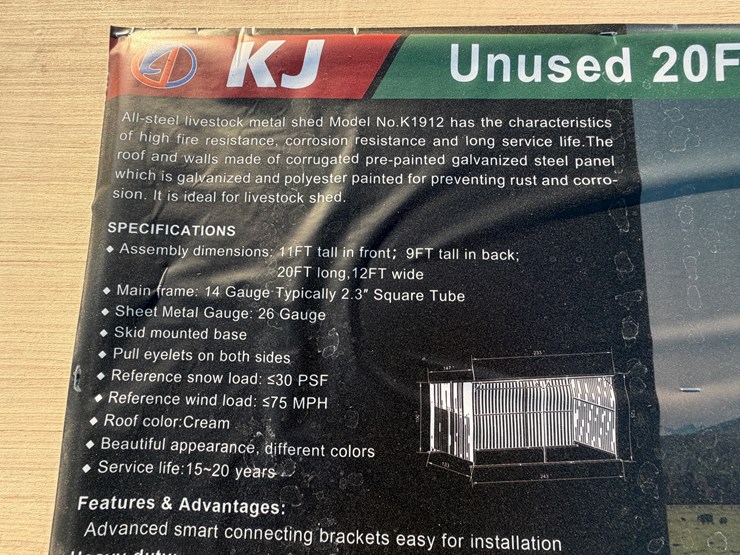 KJ
Unused 20F
All-steel livestock metal shed Model No.K1912 has the characteristics
of high fire resistance, corrosion resistance and long service life.The
roof and walls made of corrugated pre-painted galvanized steel panel
which is galvanized and polyester painted for preventing rust and corro-
sion. It is ideal for livestock shed.
SPECIFICATIONS
◆ Assembly dimensions: 11FT tall in front; 9FT tall in back;
20FT long,12FT wide
◆ Main frame: 14 Gauge Typically 2.3" Square Tube
◆ Sheet Metal Gauge: 26 Gauge
◆ Skid mounted base
◆ Pull eyelets on both sides
◆ Reference snow load: ≤30 PSF
◆ Reference wind load: ≤75 MPH
◆ Roof color:Cream
◆ Beautiful appearance, different colors
◆ Service life:15~20 years
Features & Advantages:
Advanced smart connecting brackets easy for installation